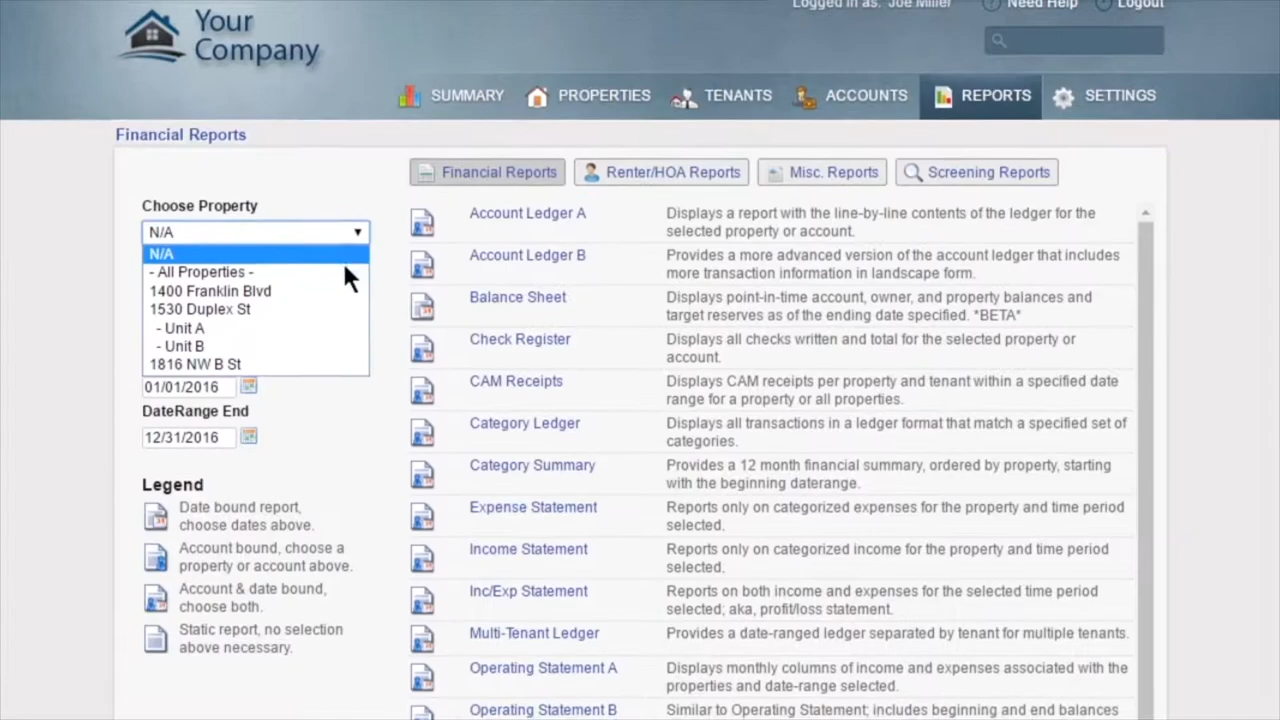 Your
Company
Logged in as: Joe Miller
Need Help
Logout
SUMMARY
PROPERTIES
TENANTS
ACCOUNTS
REPORTS
SETTINGS
Financial Reports
Choose Property
N/A
N/A
- All Properties -
1400 Franklin Blvd
1530 Duplex St
- Unit A
- Unit B
1816 NW B St
01/01/2016
DateRange End
12/31/2016
Legend
Date bound report,
choose dates above.
Account bound, choose a
property or account above.
Account & date bound,
choose both.
Static report, no selection
above necessary.
Financial Reports
Renter/HOA Reports
Misc. Reports
Screening Reports
Account Ledger A
Displays a report with the line-by-line contents of the ledger for the
selected property or account.
Account Ledger B
Provides a more advanced version of the account ledger that includes
more transaction information in landscape form.
Balance Sheet
Displays point-in-time account, owner, and property balances and
target reserves as of the ending date specified. *BETA*
Check Register
Displays all checks written and total for the selected property or
account.
CAM Receipts
Displays CAM receipts per property and tenant within a specified date
range for a property or all properties.
Category Ledger
Displays all transactions in a ledger format that match a specified set of
categories.
Category Summary
Provides a 12 month financial summary, ordered by property, starting
with the beginning daterange.
Expense Statement
Reports only on categorized expenses for the property and time period
selected.
Income Statement
Reports only on categorized income for the property and time period
selected.
Inc/Exp Statement
Reports on both income and expenses for the selected time period
selected; aka, profit/loss statement.
Multi-Tenant Ledger
Provides a date-ranged ledger separated by tenant for multiple tenants.
Operating Statement A
Displays monthly columns of income and expenses associated with the
properties and date-range selected.
Operating Statement B
Similar to Operating Statement; includes beginning and end balances